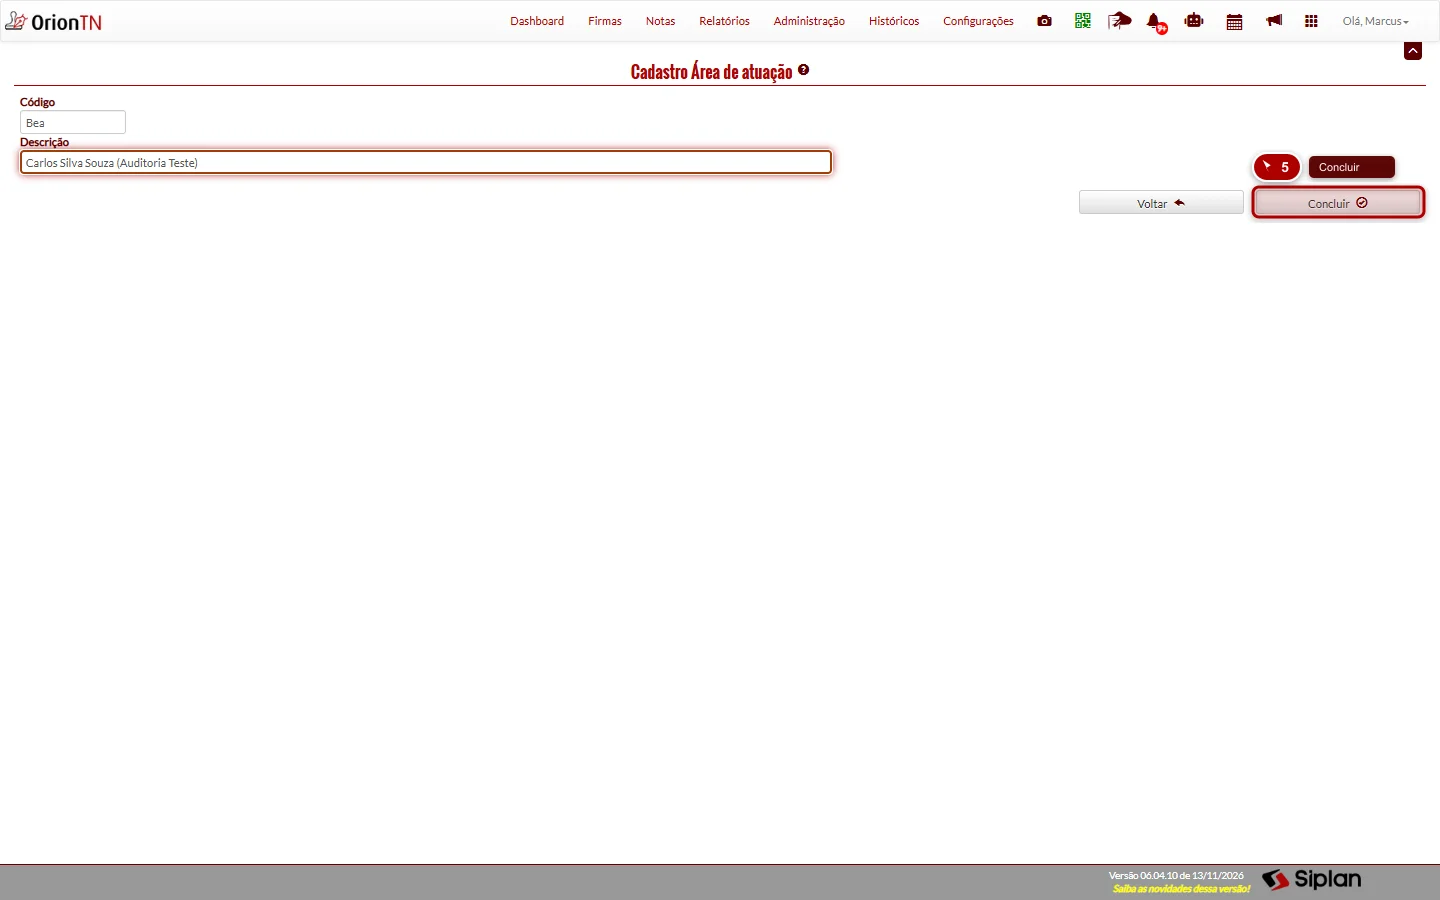 OrionTN Dashboard Firmas Notas Relatórios Administração Históricos Configurações 9+ Olá, Marcus
Cadastro Área de atuação ?
Código
Bea
Descrição
Carlos Silva Souza (Auditoria Teste)
5 Concluir
Voltar Concluir
Versão 06.04.10 de 13/11/2026
Saiba as novidades dessa versão!
Siplan